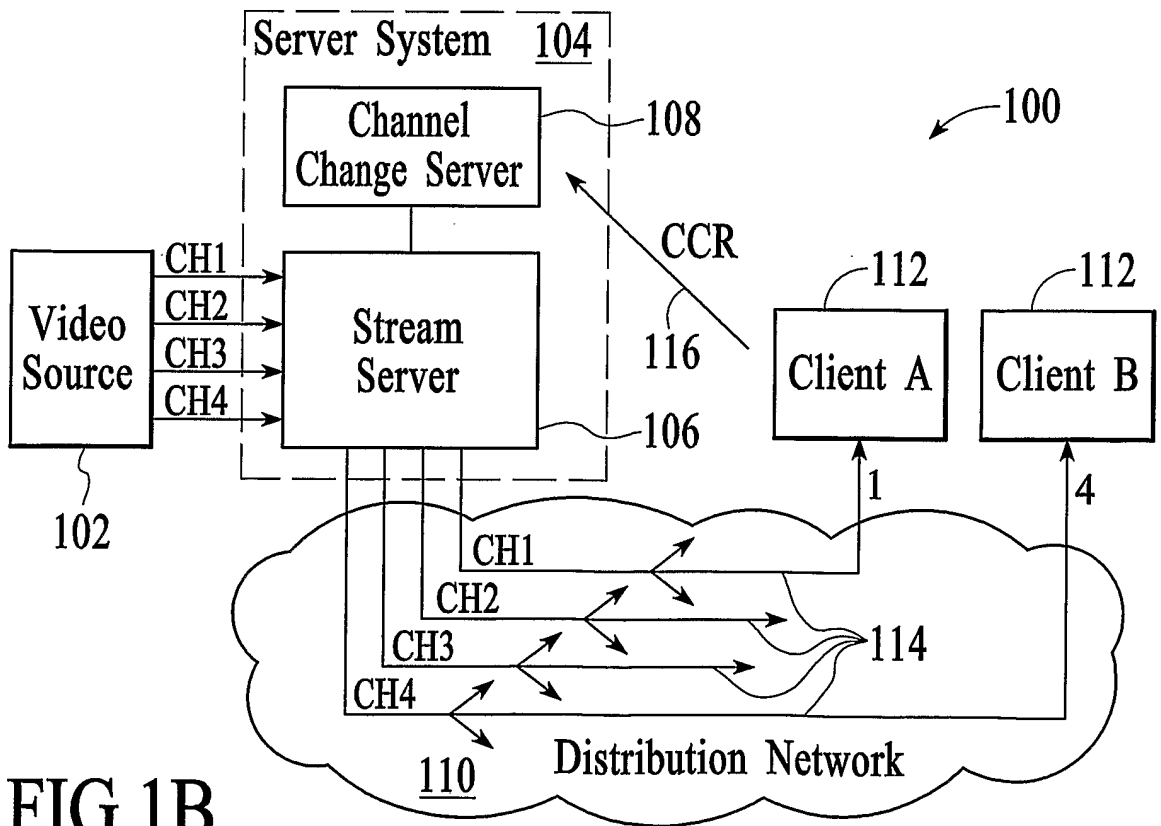 Server System 104
Channel
Change Server
108
100
CCR
116
112
112
Client A
Client B
Video
Source
102
CH1
CH2
CH3
CH4
Stream
Server
106
1
4
CH1
CH2
CH3
CH4
114
110
Distribution Network
FIG.1B